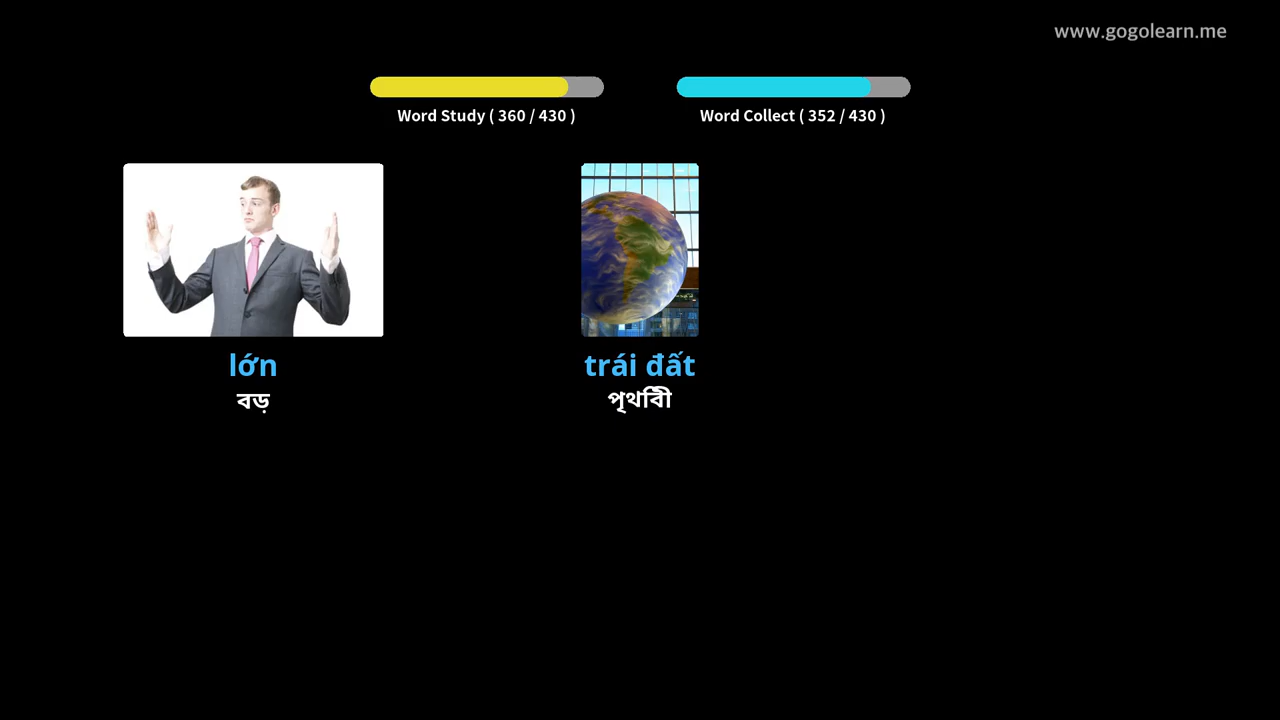 www.gogolearn.me
Word Study ( 360 / 430 )
Word Collect ( 352 / 430 )
lớn
বড়
trái đất
পৃথিবী